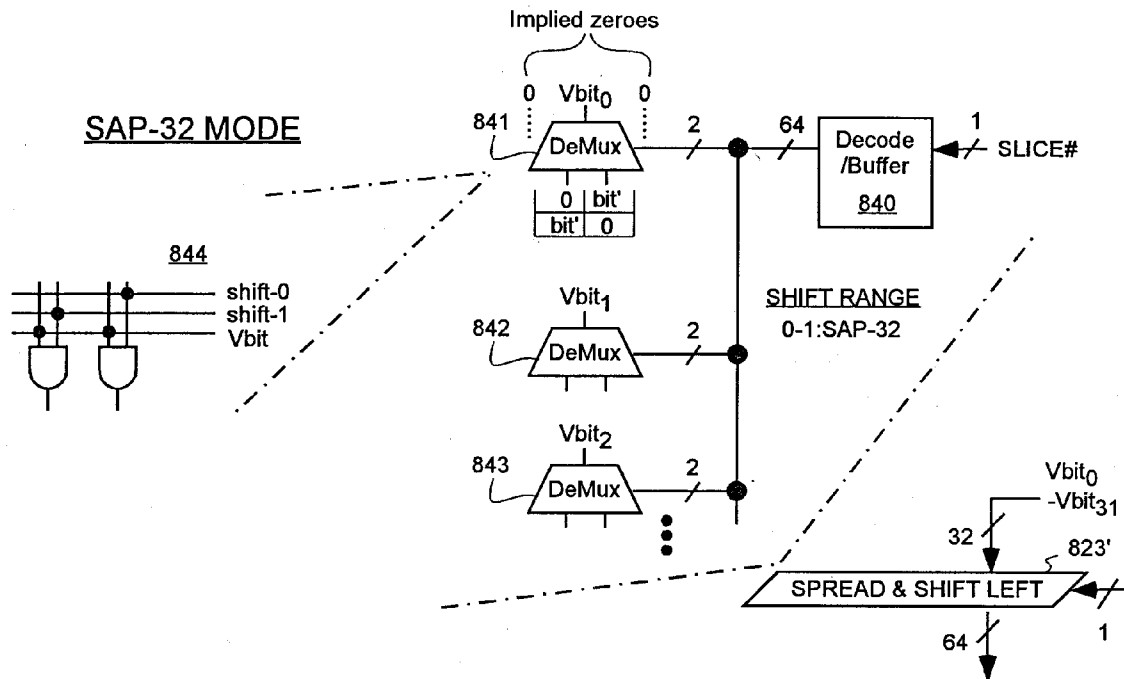 Implied zeroes
0 Vbit0 0
SAP-32 MODE
841
DeMux
2
64
Decode
/Buffer
840
1
SLICE#
0 bit'
bit' 0
844
shift-0
shift-1
Vbit
Vbit1
842
DeMux
2
SHIFT RANGE
0-1:SAP-32
Vbit2
843
DeMux
2
Vbit0
-Vbit31
32
823'
SPREAD & SHIFT LEFT
1
64